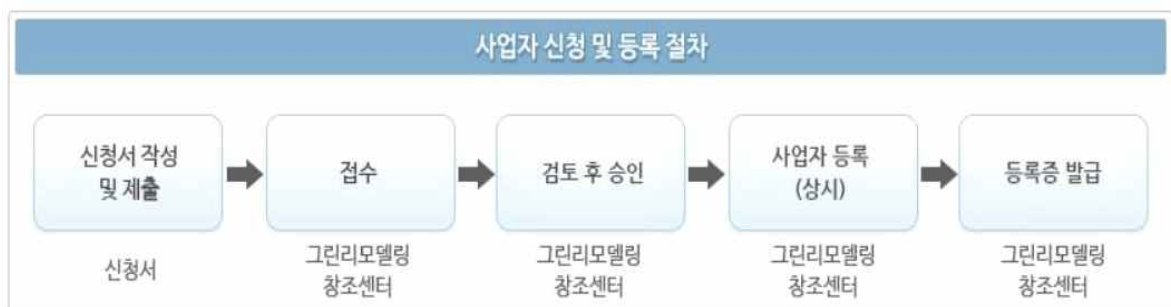 사업자 신청 및 등록 절차
신청서 작성
및 제출
접수
검토 후 승인
사업자 등록
(상시)
등록증 발급
신청서
그린리모델링
창조센터
그린리모델링
창조센터
그린리모델링
창조센터
그린리모델링
창조센터